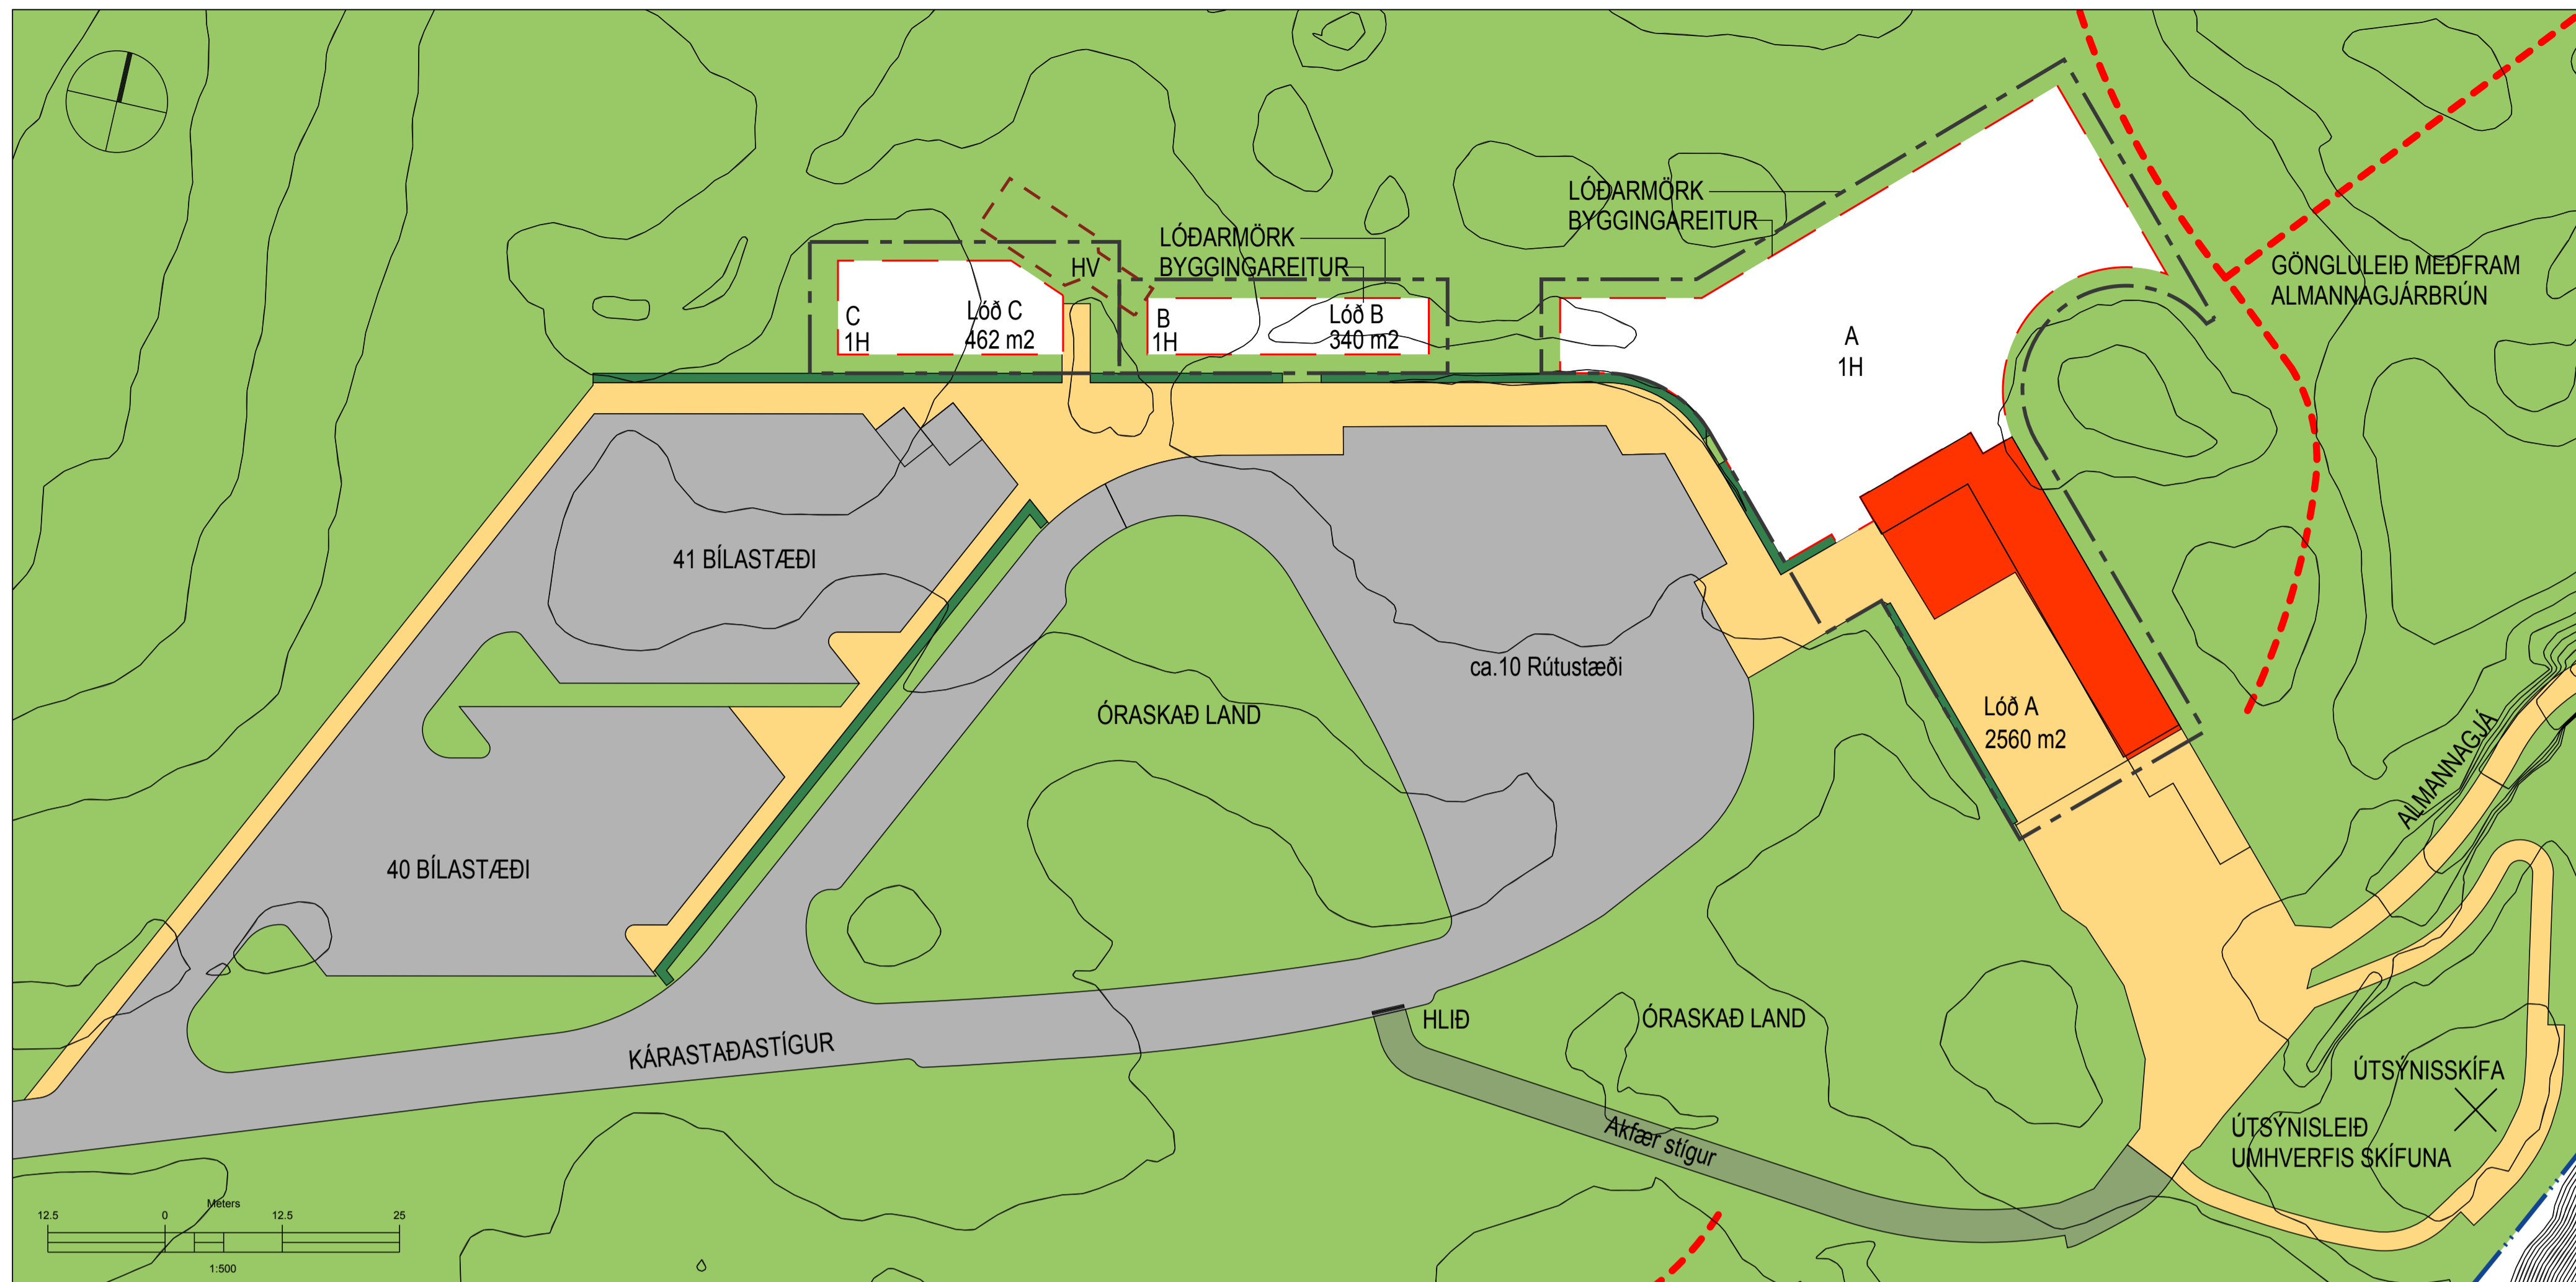 LÓÐARMÖRK
BYGGINGAREITUR
LÓÐARMÖRK
BYGGINGAREITUR
HV
GÖNGLULEIÐ MEÐFRAM
ALMANNAGJÁRBRÚN
C
1H
Lóð C
462 m2
B
1H
Lóð B
340 m2
A
1H
41 BÍLASTÆÐI
ca.10 Rútustæði
ÓRASKAÐ LAND
Lóð A
2560 m2
ALMANNAGJÁ
40 BÍLASTÆÐI
KÁRASTAÐASTÍGUR
HLIÐ
ÓRASKAÐ LAND
ÚTSÝNISSKÍFA
Akfær stígur
ÚTSÝNISLEIÐ
UMHVERFIS SKÍFUNA
Meters
12.5 0 12.5 25
1:500